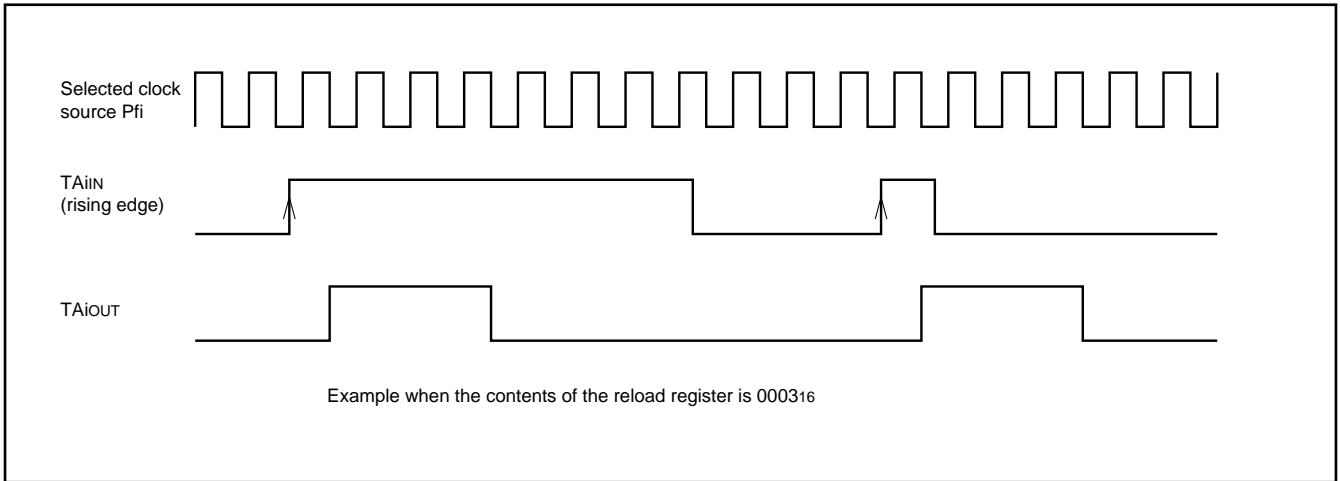 Selected clock
source Pfi
TAiIN
(rising edge)
TAiOUT
Example when the contents of the reload register is 000316